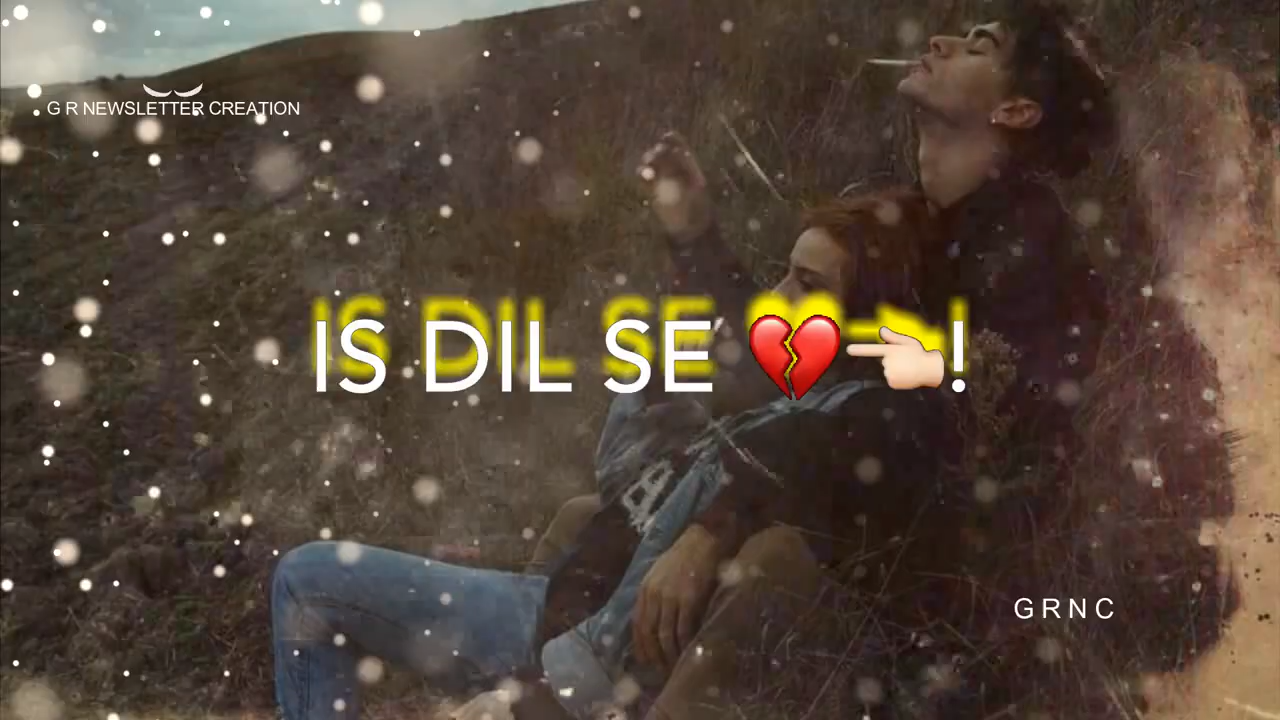 G R NEWSLETTER CREATION
IS DIL SE 💔👈🏻!
G R N C